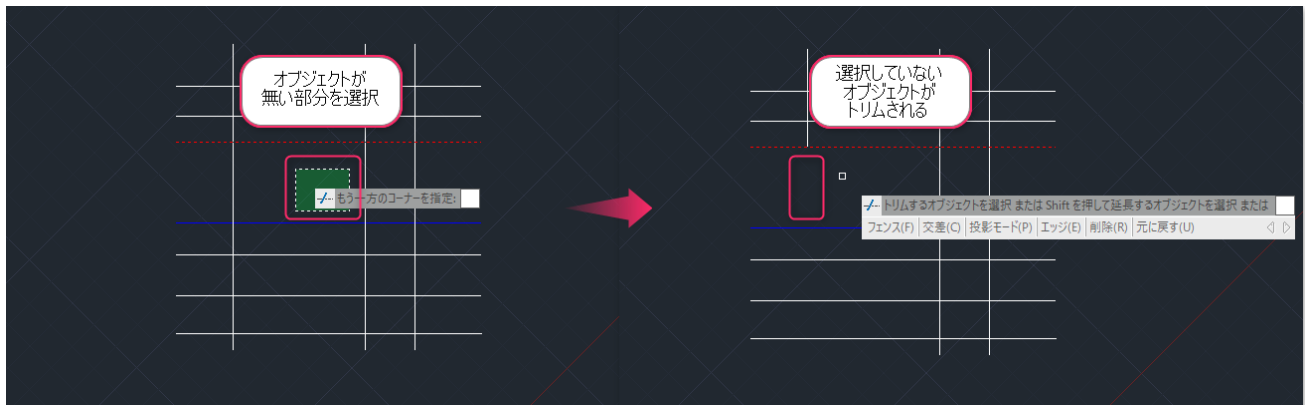 オブジェクトが
無い部分を選択
もう一方のコーナーを指定:
選択していない
オブジェクトが
トリムされる
トリムするオブジェクトを選択 または Shift を押して延長するオブジェクトを選択 または
フェンス(F) 交差(C) 投影モード(P) エッジ(E) 削除(R) 元に戻す(U)